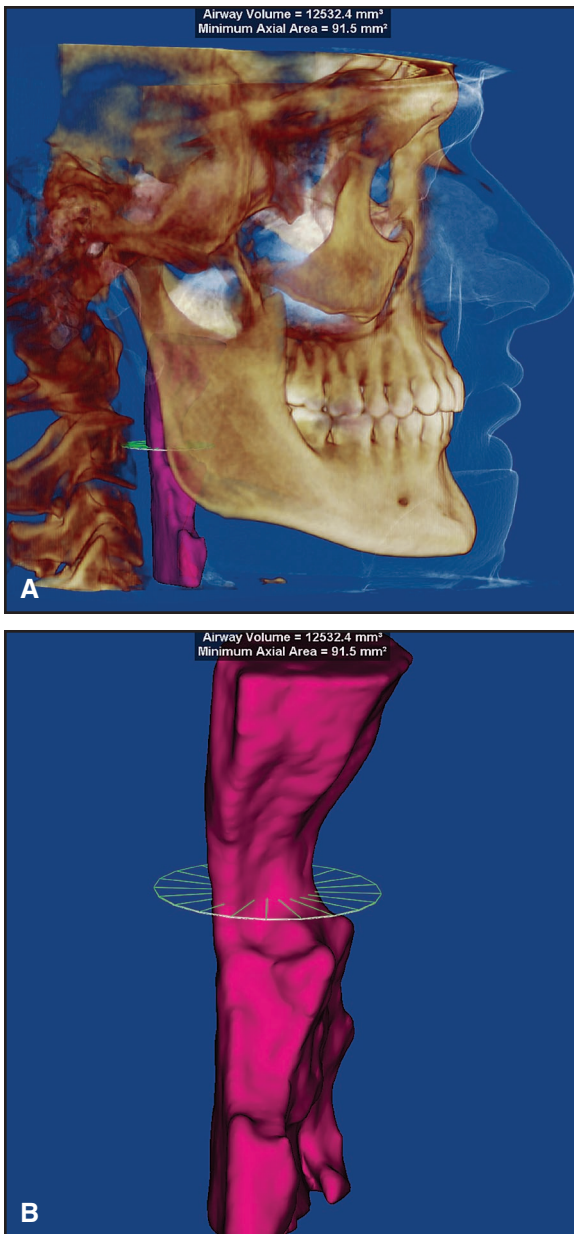 Airway Volume = 12532.4 mm³
Minimum Axial Area = 91.5 mm²
A
Airway Volume = 12532.4 mm³
Minimum Axial Area = 91.5 mm²
B